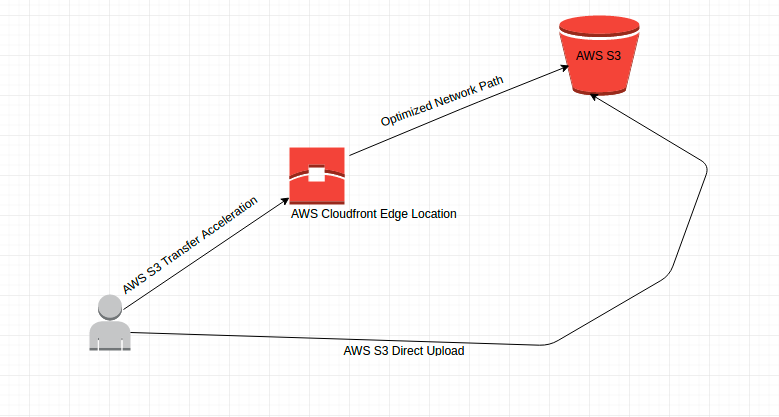 AWS S3
Optimized Network Path
AWS Cloudfront Edge Location
AWS S3 Transfer Acceleration
AWS S3 Direct Upload